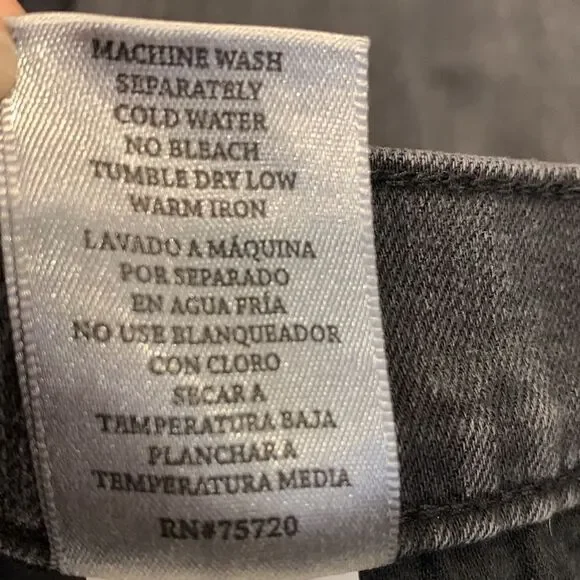 MACHINE WASH
SEPARATELY
COLD WATER
NO BLEACH
TUMBLE DRY LOW
WARM IRON
LAVADO A MÁQUINA
POR SEPARADO
EN AGUA FRÍA
NO USE BLANQUEADOR
CON CLORO
SECAR A
TEMPERATURA BAJA
PLANCHAR A
TEMPERATURA MEDIA
RN#75720